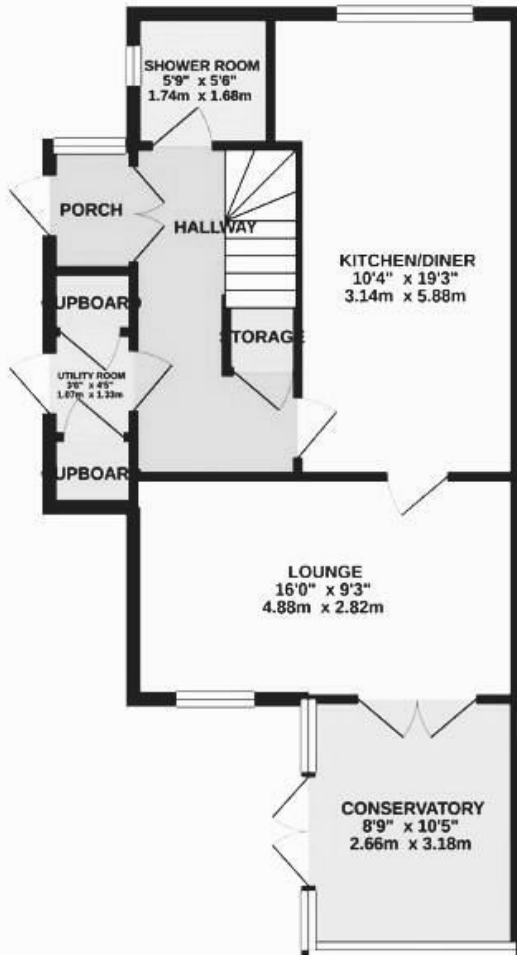 SHOWER ROOM
5'9" x 5'6"
1.74m x 1.68m
PORCH
HALLWAY
KITCHEN/DINER
10'4" x 19'3"
3.14m x 5.88m
CUPBOARD
STORAGE
UTILITY ROOM
3'6" x 4'5"
1.07m x 1.33m
CUPBOARD
LOUNGE
16'0" x 9'3"
4.88m x 2.82m
CONSERVATORY
8'9" x 10'5"
2.66m x 3.18m